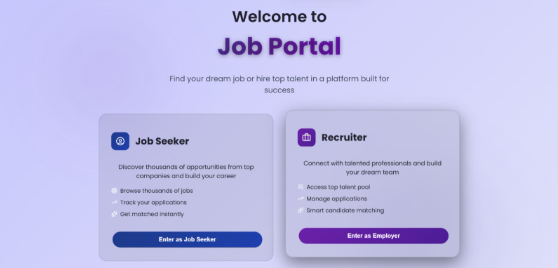 Welcome to
Job Portal
Find your dream job or hire top talent in a platform built for
success
Job Seeker
Discover thousands of opportunities from top
companies and build your career
Browse thousands of jobs
Track your applications
Get matched instantly
Enter as Job Seeker
Recruiter
Connect with talented professionals and build
your dream team
Access top talent pool
Manage applications
Smart candidate matching
Enter as Employer